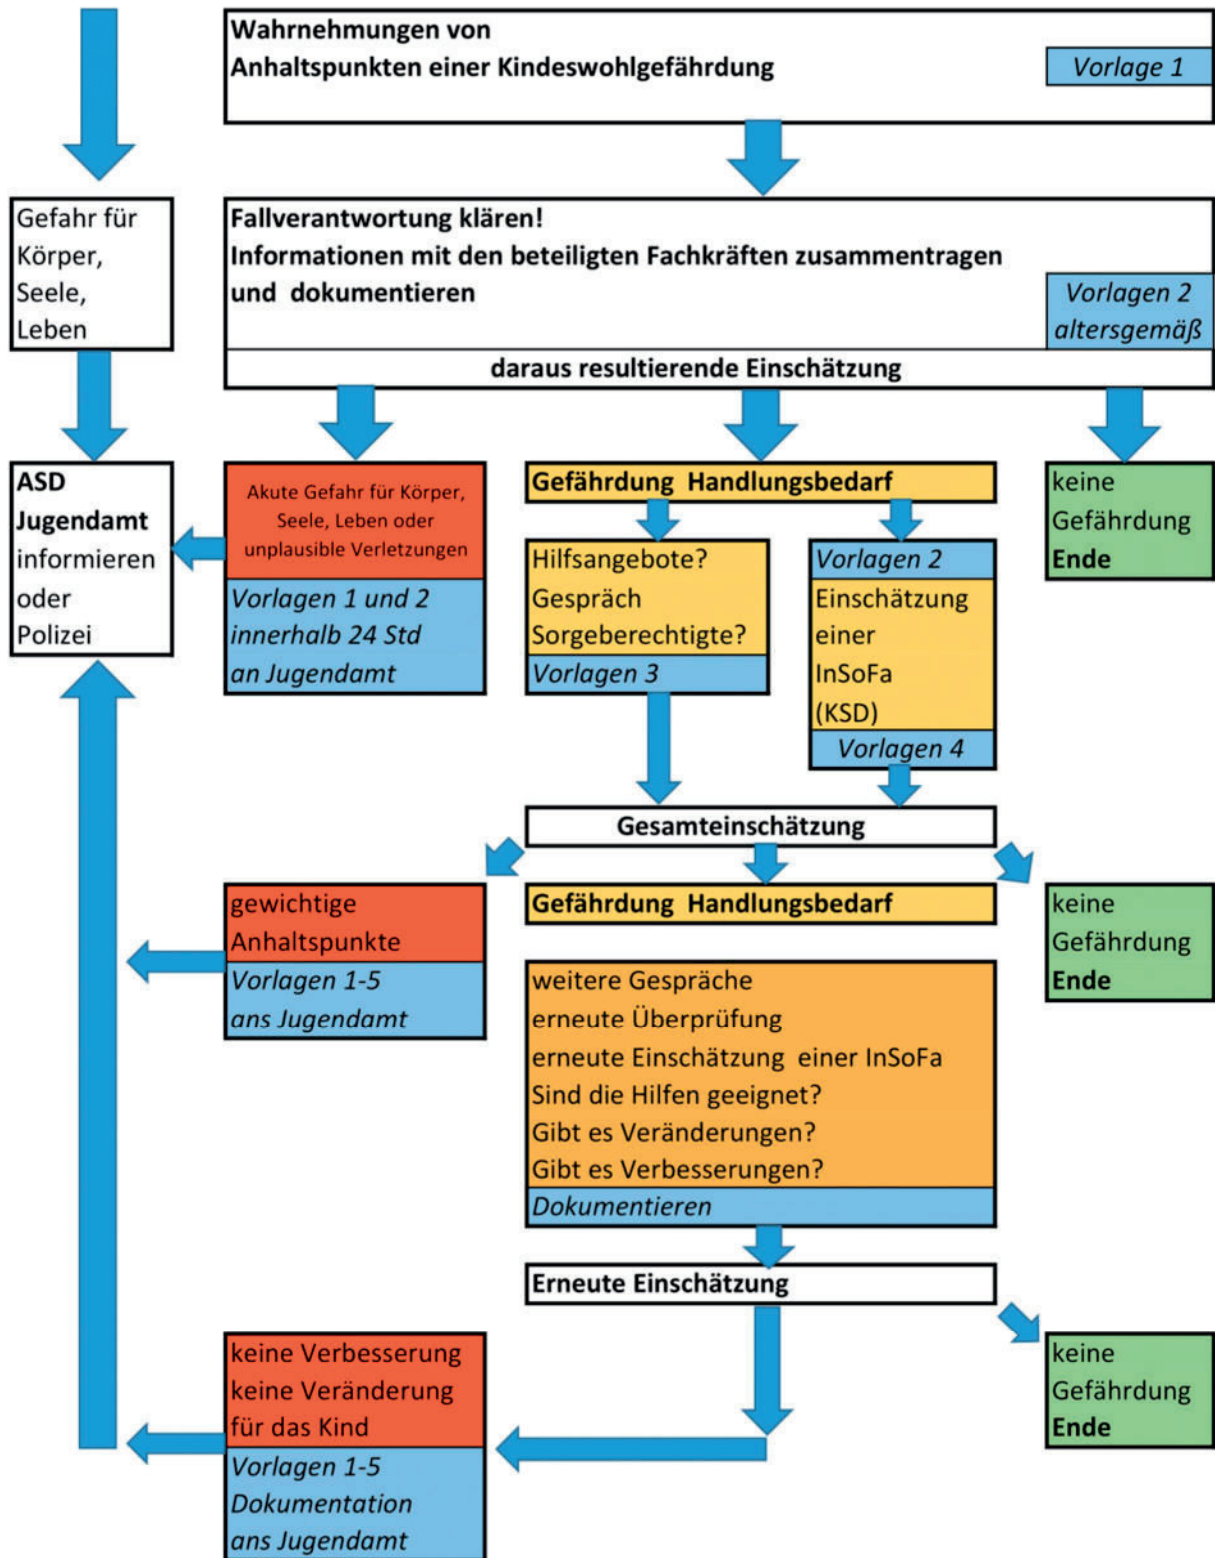 Wahrnehmungen von
Anhaltspunkten einer Kindeswohlgefährdung
Vorlage 1
Gefahr für
Körper,
Seele,
Leben
Fallverantwortung klären!
Informationen mit den beteiligten Fachkräften zusammentragen
und dokumentieren
Vorlagen 2
altersgemäß
daraus resultierende Einschätzung
ASD
Jugendamt
informieren
oder
Polizei
Akute Gefahr für Körper,
Seele, Leben oder
unplausible Verletzungen
Vorlagen 1 und 2
innerhalb 24 Std
an Jugendamt
Gefährdung Handlungsbedarf
Hilfsangebote?
Gespräch
Sorgeberechtigte?
Vorlagen 3
Vorlagen 2
Einschätzung
einer
InSoFa
(KSD)
Vorlagen 4
keine
Gefährdung
Ende
Gesamteinschätzung
gewichtige
Anhaltspunkte
Vorlagen 1-5
ans Jugendamt
Gefährdung Handlungsbedarf
weitere Gespräche
erneute Überprüfung
erneute Einschätzung einer InSoFa
Sind die Hilfen geeignet?
Gibt es Veränderungen?
Gibt es Verbesserungen?
Dokumentieren
keine
Gefährdung
Ende
Erneute Einschätzung
keine Verbesserung
keine Veränderung
für das Kind
Vorlagen 1-5
Dokumentation
ans Jugendamt
keine
Gefährdung
Ende